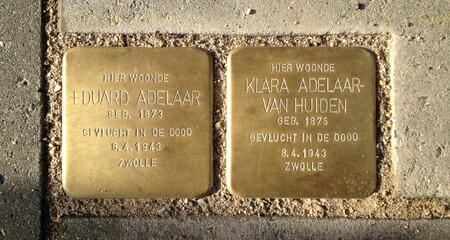 HIER WOONDE
EDUARD ADELAAR
GEB. 1873
GEVLUCHT IN DE DOOD
8.4.1943
ZWOLLE
HIER WOONDE
KLARA ADELAAR-
VAN HUIDEN
GEB. 1875
GEVLUCHT IN DE DOOD
8.4.1943
ZWOLLE